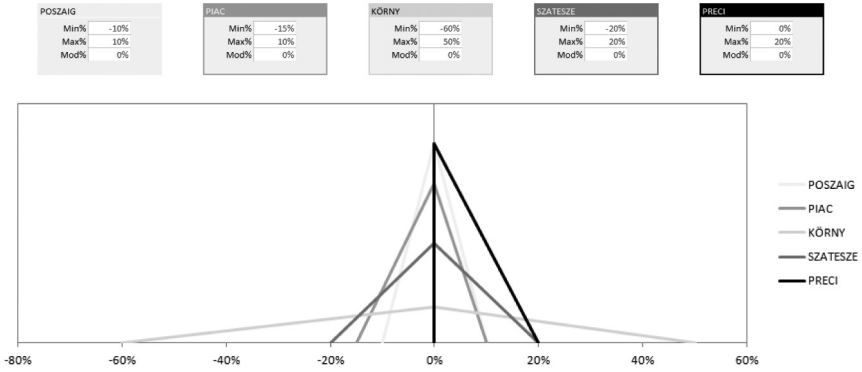 POSZAIG PIAC KÖRNY SZATESZE PRECI
Min% -10% Min% -15% Min% -60% Min% -20% Min% 0%
Max% 10% Max% 10% Max% 50% Max% 20% Max% 20%
Mod% 0% Mod% 0% Mod% 0% Mod% 0% Mod% 0%
POSZAIG
PIAC
KÖRNY
SZATESZE
PRECI
-80% -60% -40% -20% 0% 20% 40% 60%